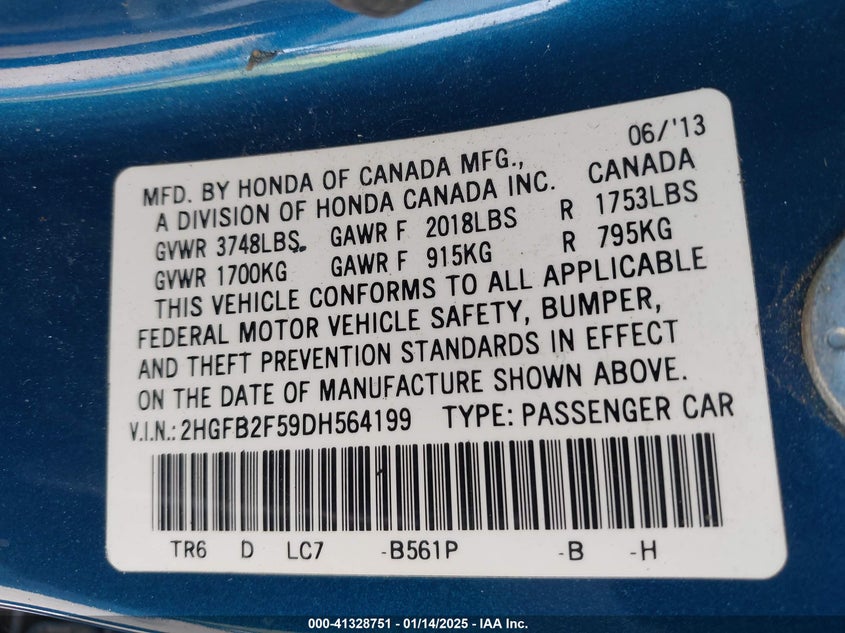 06/'13
MFD. BY HONDA OF CANADA MFG., CANADA
A DIVISION OF HONDA CANADA INC.
GVWR 3748LBS. GAWR F 2018LBS R 1753LBS
GVWR 1700KG GAWR F 915KG R 795KG
THIS VEHICLE CONFORMS TO ALL APPLICABLE
FEDERAL MOTOR VEHICLE SAFETY, BUMPER,
AND THEFT PREVENTION STANDARDS IN EFFECT
ON THE DATE OF MANUFACTURE SHOWN ABOVE.
V.I.N.: 2HGFB2F59DH564199 TYPE: PASSENGER CAR
TR6 D LC7 -B561P -B -H
000-41328751 - 01/14/2025 - IAA Inc.